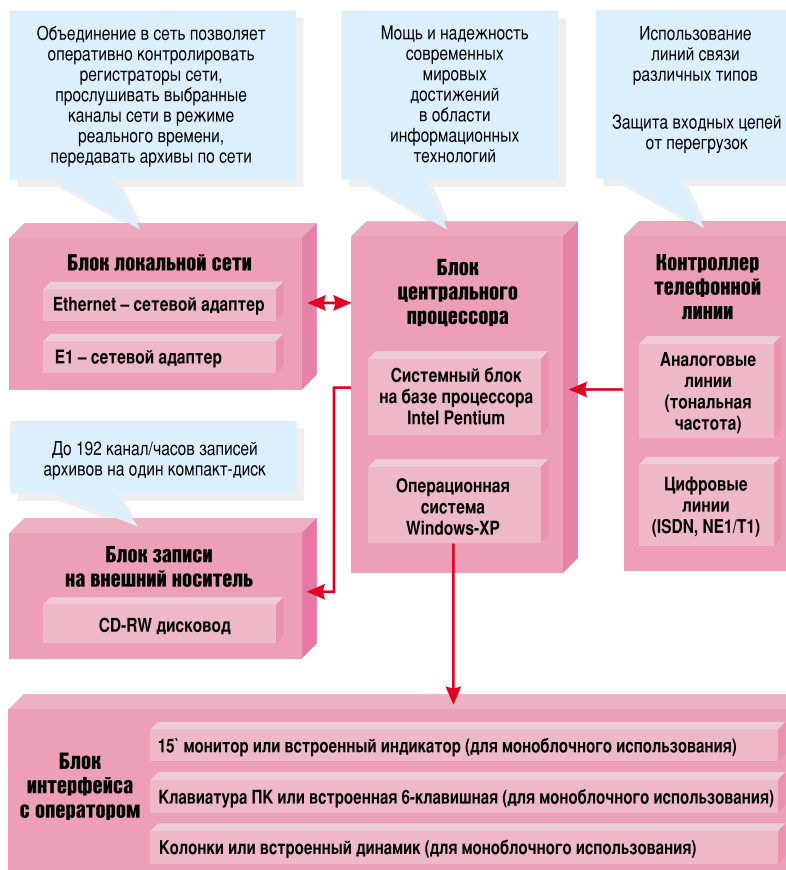 Объединение в сеть позволяет
оперативно контролировать
регистраторы сети,
прослушивать выбранные
каналы сети в режиме
реального времени,
передавать архивы по сети
Мощь и надежность
современных
мировых
достижений
в области
информационных
технологий
Использование
линий связи
различных типов
Защита входных цепей
от перегрузок
Блок локальной сети
Ethernet – сетевой адаптер
E1 – сетевой адаптер
Блок
центрального
процессора
Системный блок
на базе процессора
Intel Pentium
Операционная
система
Windows-XP
Контроллер
телефонной
линии
Аналоговые
линии
(тональная
частота)
Цифровые
линии
(ISDN, NE1/T1)
До 192 канал/часов записей
архивов на один компакт-диск
Блок записи
на внешний носитель
CD-RW дисковод
Блок
интерфейса
с оператором
15` монитор или встроенный индикатор (для моноблочного использования)
Клавиатура ПК или встроенная 6-клавишная (для моноблочного использования)
Колонки или встроенный динамик (для моноблочного использования)